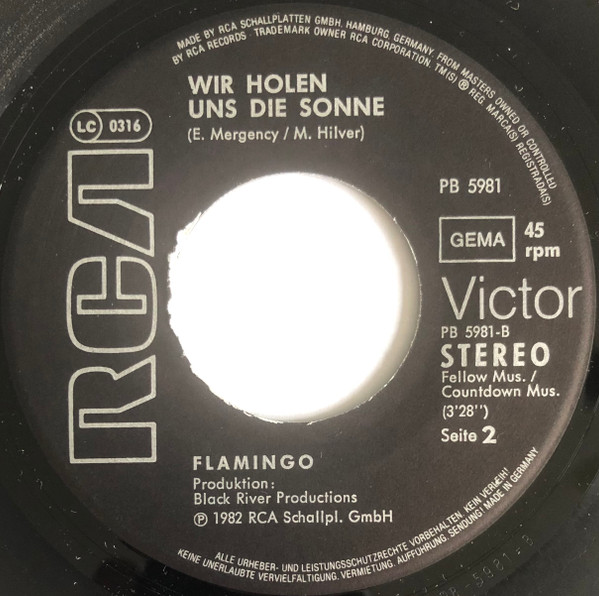 MADE BY RCA SCHALLPLATTEN GMBH, HAMBURG, GERMANY, FROM MASTERS OWNED OR CONTROLLED
BY RCA RECORDS · TRADEMARK OWNER RCA CORPORATION. TM(S) ® REG. MARCA(S) REGISTRADA(S)
WIR HOLEN
UNS DIE SONNE
(E. Mergency / M. Hilver)
LC 0316
RCA
PB 5981
GEMA
45
rpm
Victor
PB 5981-B
STEREO
Fellow Mus. /
Countdown Mus.
(3'28'')
Seite 2
FLAMINGO
Produktion:
Black River Productions
℗ 1982 RCA Schallpl. GmbH
ALLE URHEBER- UND LEISTUNGSSCHUTZRECHTE VORBEHALTEN. KEIN VERLEIH!
KEINE UNERLAUBTE VERVIELFÄLTIGUNG, VERMIETUNG, AUFFÜHRUNG, SENDUNG! MADE IN GERMANY